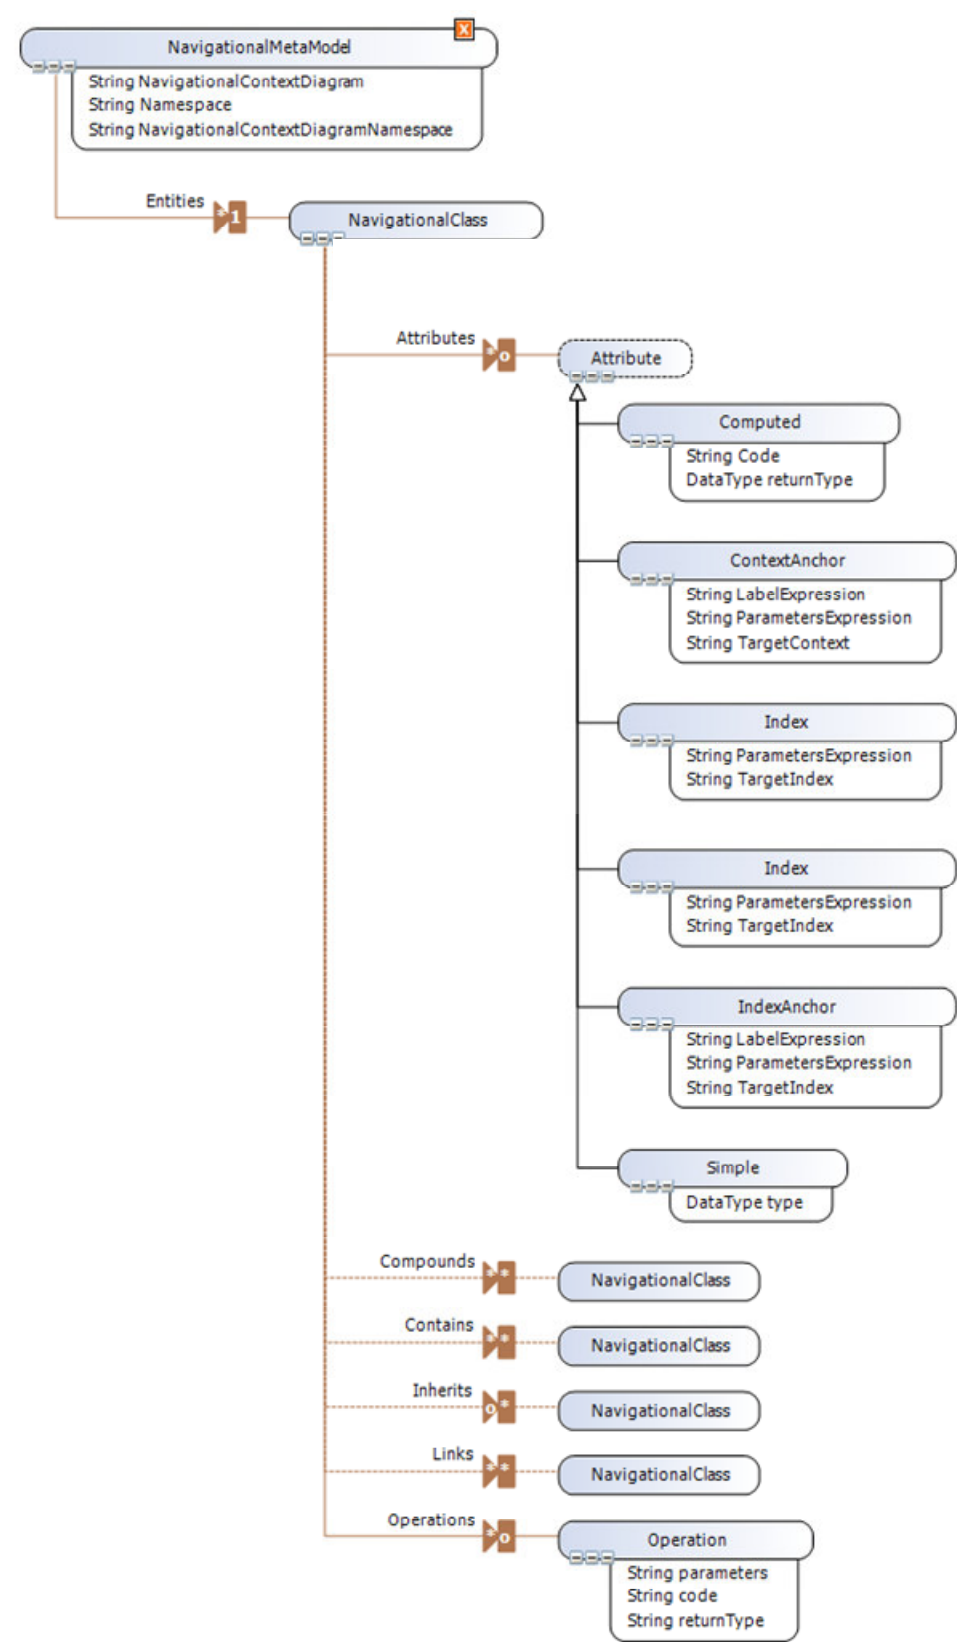 NavigationalMetaModel
String NavigationalContextDiagram
String Namespace
String NavigationalContextDiagramNamespace
Entities
* 1
NavigationalClass
Attributes
* o
Attribute
Computed
String Code
DataType returnType
ContextAnchor
String LabelExpression
String ParametersExpression
String TargetContext
Index
String ParametersExpression
String TargetIndex
Index
String ParametersExpression
String TargetIndex
IndexAnchor
String LabelExpression
String ParametersExpression
String TargetIndex
Simple
DataType type
Compounds
* *
NavigationalClass
Contains
* *
NavigationalClass
Inherits
o *
NavigationalClass
Links
* *
NavigationalClass
Operations
* o
Operation
String parameters
String code
String returnType